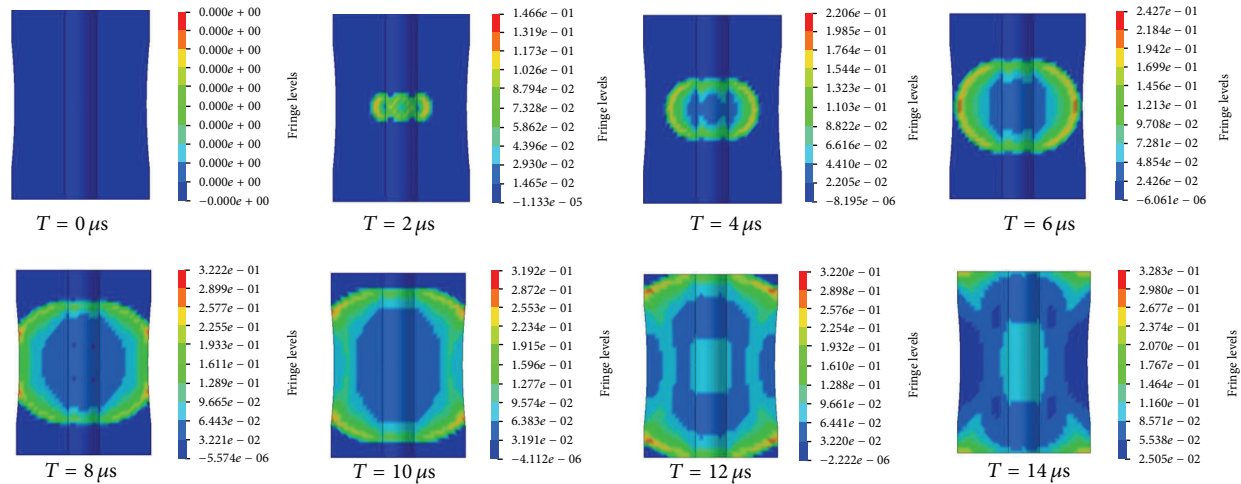 0.000e + 00
0.000e + 00
0.000e + 00
0.000e + 00
0.000e + 00
0.000e + 00
0.000e + 00
0.000e + 00
0.000e + 00
0.000e + 00
−0.000e + 00
Fringe levels
T = 0 μs
1.466e − 01
1.319e − 01
1.173e − 01
1.026e − 01
8.794e − 02
7.328e − 02
5.862e − 02
4.396e − 02
2.930e − 02
1.465e − 02
−1.133e − 05
Fringe levels
T = 2 μs
2.206e − 01
1.985e − 01
1.764e − 01
1.544e − 01
1.323e − 01
1.103e − 01
8.822e − 02
6.616e − 02
4.410e − 02
2.205e − 02
−8.195e − 06
Fringe levels
T = 4 μs
2.427e − 01
2.184e − 01
1.942e − 01
1.699e − 01
1.456e − 01
1.213e − 01
9.708e − 02
7.281e − 02
4.854e − 02
2.426e − 02
−6.061e − 06
Fringe levels
T = 6 μs
3.222e − 01
2.899e − 01
2.577e − 01
2.255e − 01
1.933e − 01
1.611e − 01
1.289e − 01
9.665e − 02
6.443e − 02
3.221e − 02
−5.574e − 06
Fringe levels
T = 8 μs
3.192e − 01
2.872e − 01
2.553e − 01
2.234e − 01
1.915e − 01
1.596e − 01
1.277e − 01
9.574e − 02
6.383e − 02
3.191e − 02
−4.112e − 06
Fringe levels
T = 10 μs
3.220e − 01
2.898e − 01
2.576e − 01
2.254e − 01
1.932e − 01
1.610e − 01
1.288e − 01
9.661e − 02
6.441e − 02
3.220e − 02
−2.222e − 06
Fringe levels
T = 12 μs
3.283e − 01
2.980e − 01
2.677e − 01
2.374e − 01
2.070e − 01
1.767e − 01
1.464e − 01
1.160e − 01
8.571e − 02
5.538e − 02
2.505e − 02
Fringe levels
T = 14 μs